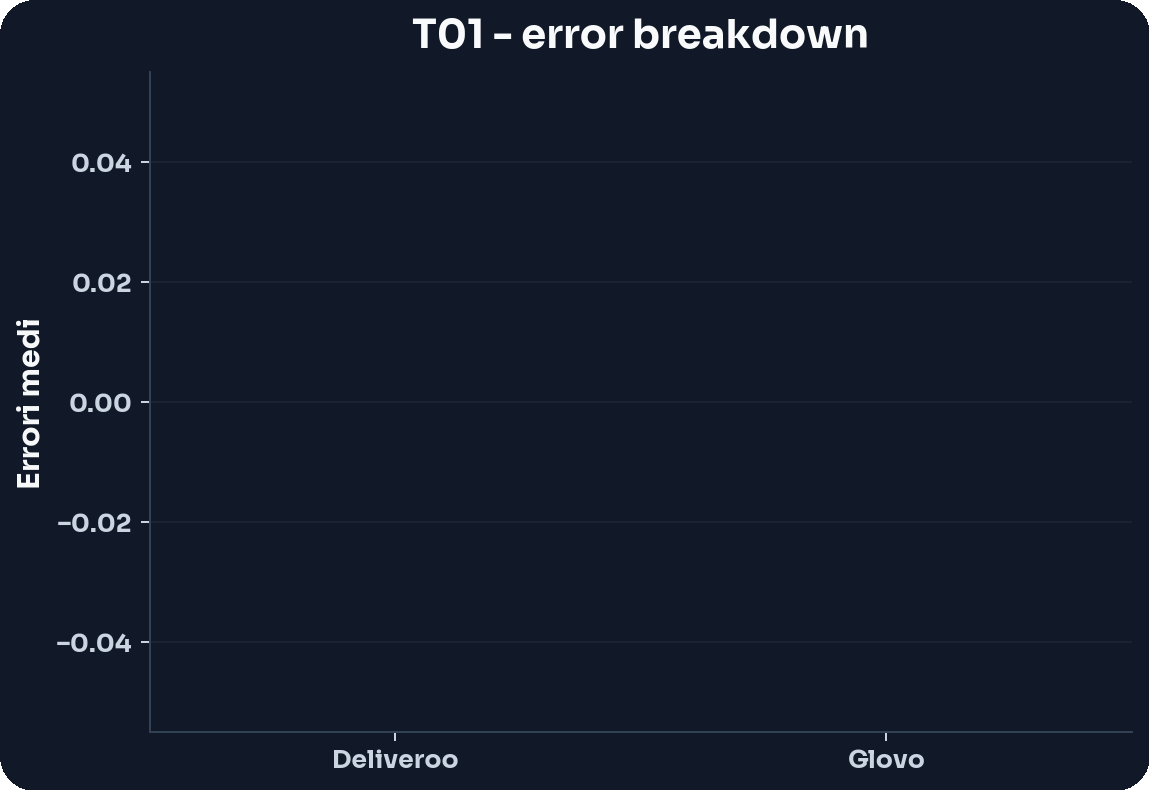 T01 – error breakdown
Errori medi
0.04
0.02
0.00
−0.02
−0.04
Deliveroo
Glovo